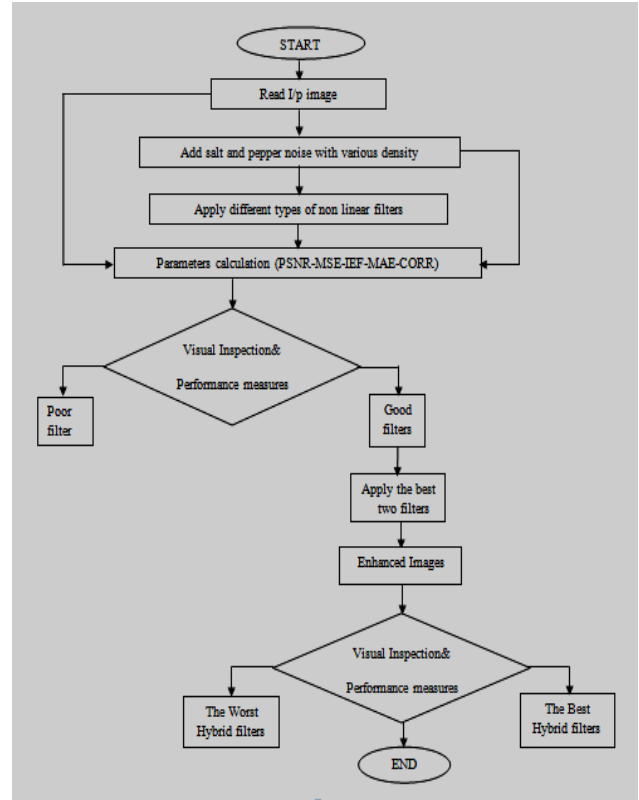 START
Read I/p image
Add salt and pepper noise with various density
Apply different types of non linear filters
Parameters calculation (PSNR-MSE-IEF-MAE-CORR)
Visual Inspection&
Performance measures
Poor
filter
Good
filters
Apply the best
two filters
Enhanced Images
Visual Inspection&
Performance measures
The Worst
Hybrid filters
The Best
Hybrid filters
END